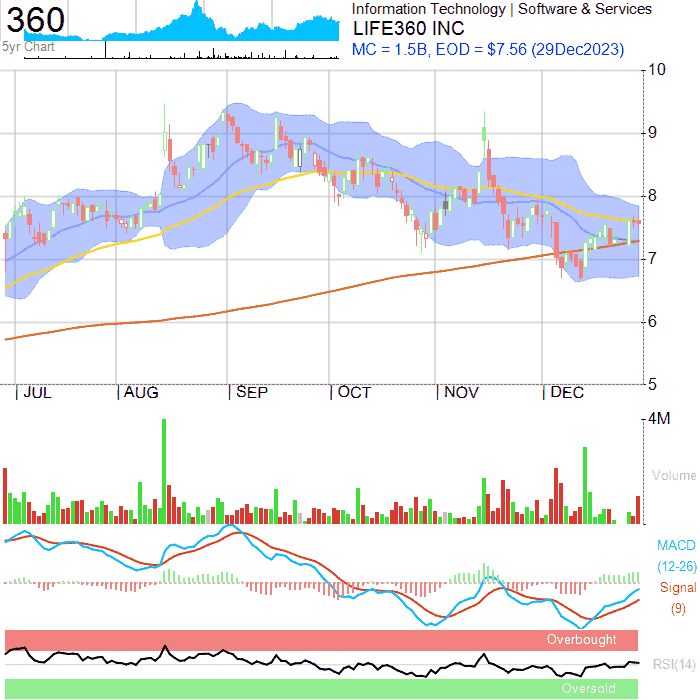 360
Information Technology | Software & Services
LIFE360 INC
5yr Chart
MC = 1.5B, EOD = $7.56 (29Dec2023)
10
9
8
7
6
5
JUL AUG SEP OCT NOV DEC
4M
Volume
MACD
(12-26)
Signal
(9)
Overbought
RSI(14)
Oversold